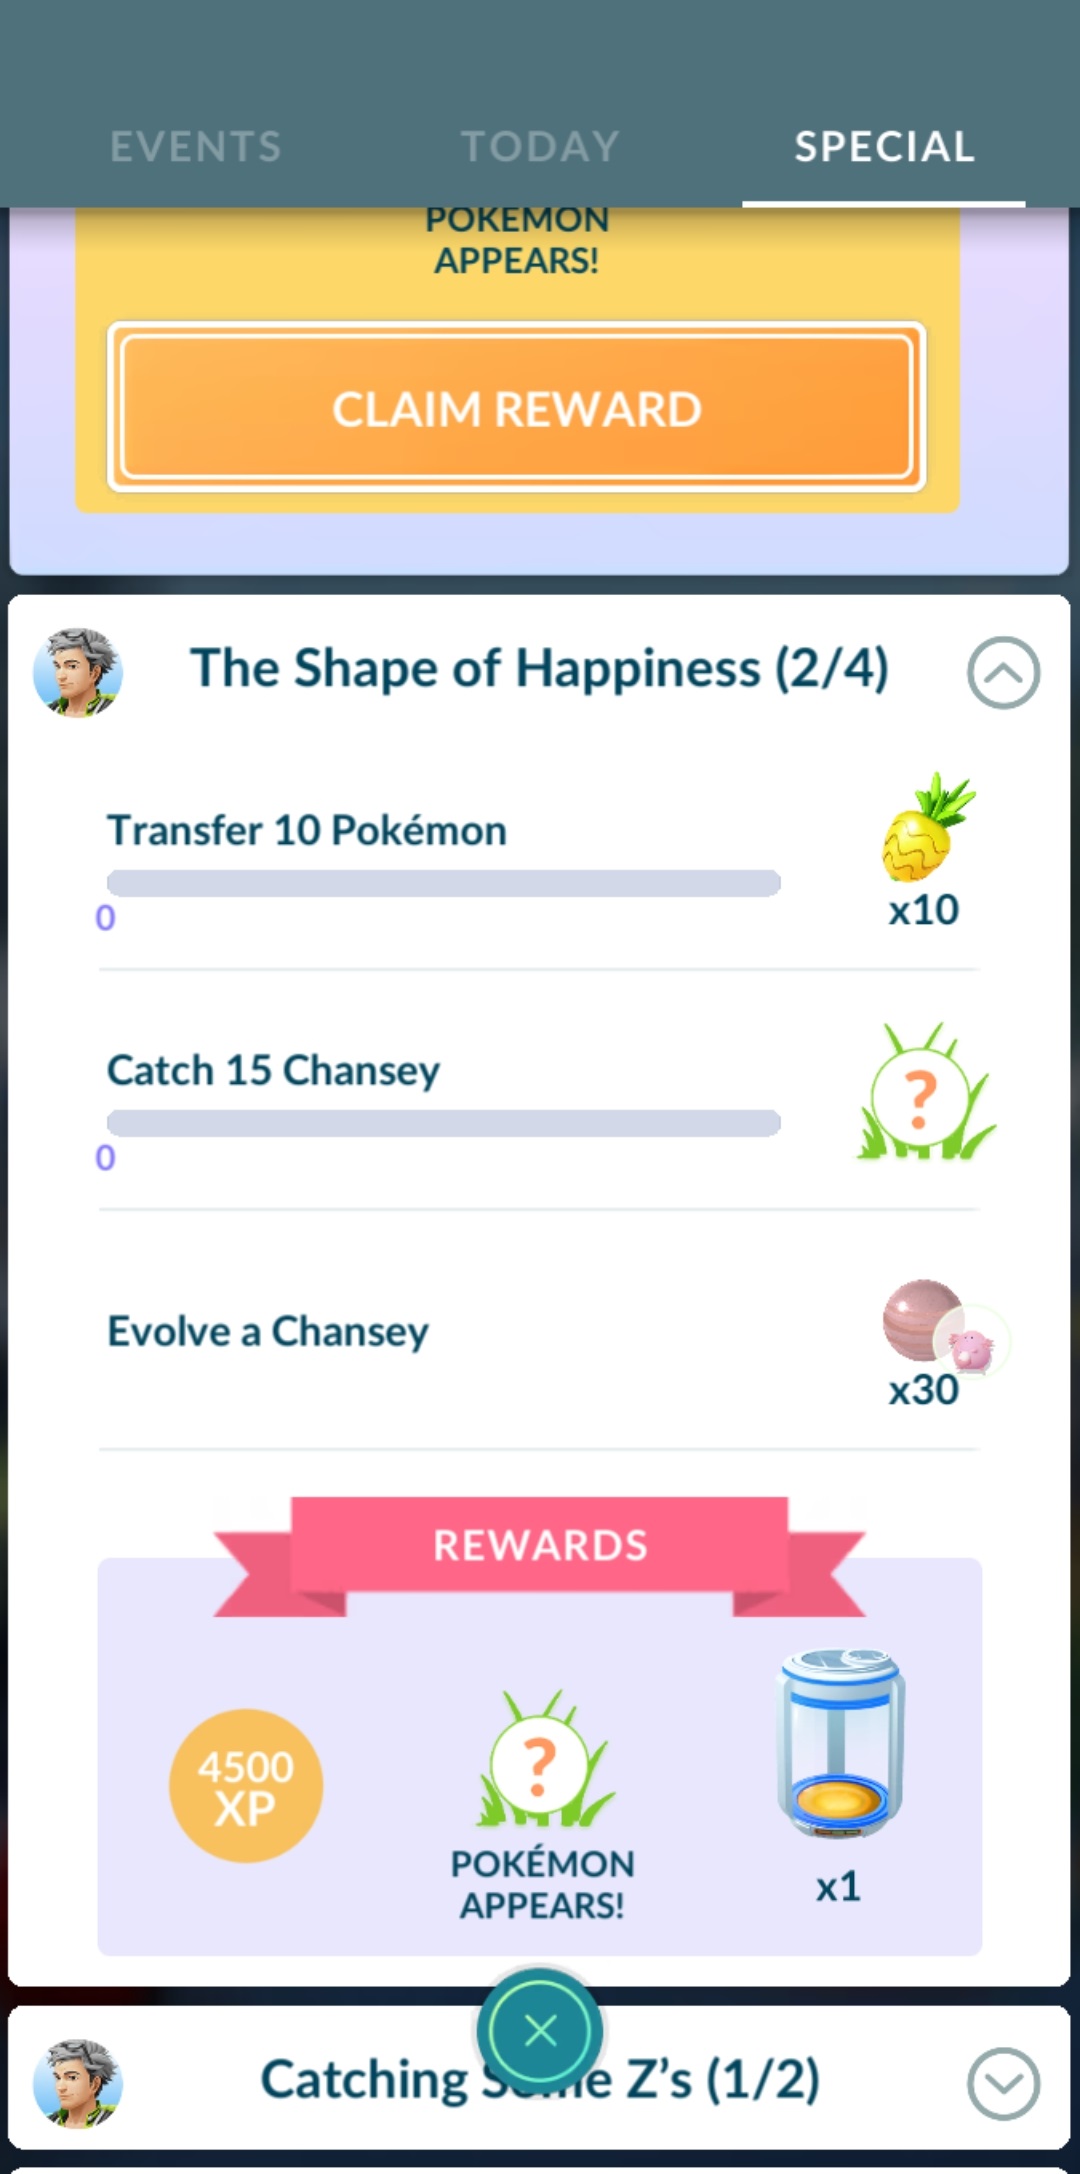 EVENTS
TODAY
SPECIAL
POKÉMON
APPEARS!
CLAIM REWARD
The Shape of Happiness (2/4)
Transfer 10 Pokémon
0
x10
Catch 15 Chansey
0
?
Evolve a Chansey
x30
REWARDS
4500
XP
?
POKÉMON
APPEARS!
x1
Catching Z's (1/2)